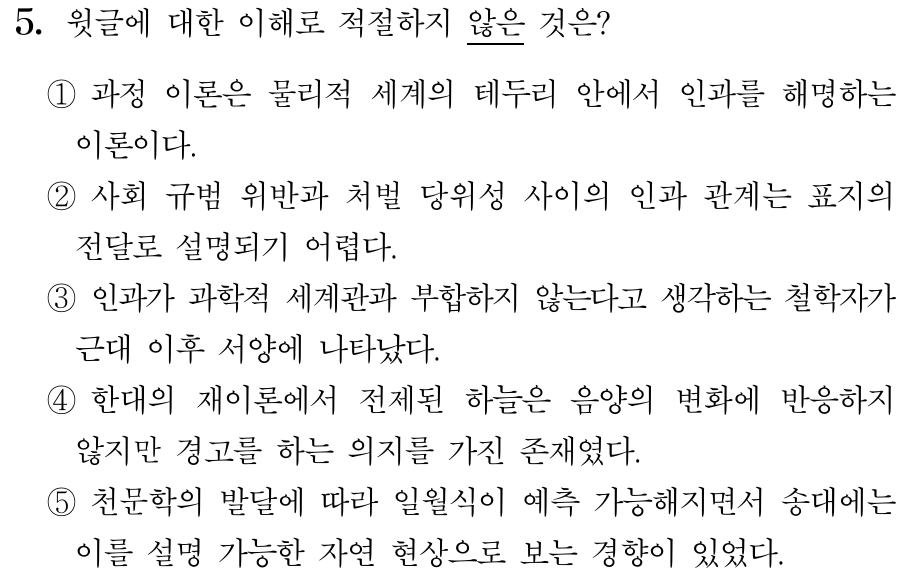 5. 윗글에 대한 이해로 적절하지 않은 것은?
① 과정 이론은 물리적 세계의 테두리 안에서 인과를 해명하는
이론이다.
② 사회 규범 위반과 처벌 당위성 사이의 인과 관계는 표지의
전달로 설명되기 어렵다.
③ 인과가 과학적 세계관과 부합하지 않는다고 생각하는 철학자가
근대 이후 서양에 나타났다.
④ 한대의 재이론에서 전제된 하늘은 음양의 변화에 반응하지
않지만 경고를 하는 의지를 가진 존재였다.
⑤ 천문학의 발달에 따라 일월식이 예측 가능해지면서 송대에는
이를 설명 가능한 자연 현상으로 보는 경향이 있었다.